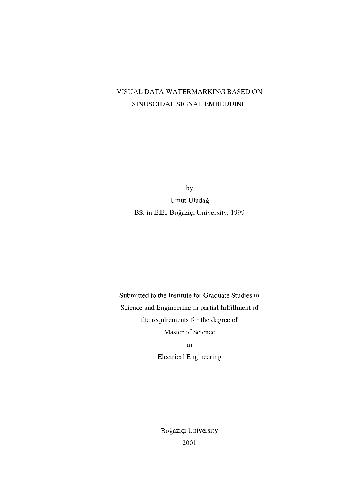 VISUAL DATA WATERMARKING BASED ON
SINUSOIDAL SIGNAL EMBEDDING
by
Umut Uludağ
BS. in E.E., Boğaziçi University, 1999
Submitted to the Institute for Graduate Studies in
Science and Engineering in partial fulfillment of
the requirements for the degree of
Master of Science
in
Electrical Engineering
Boğaziçi University
2001